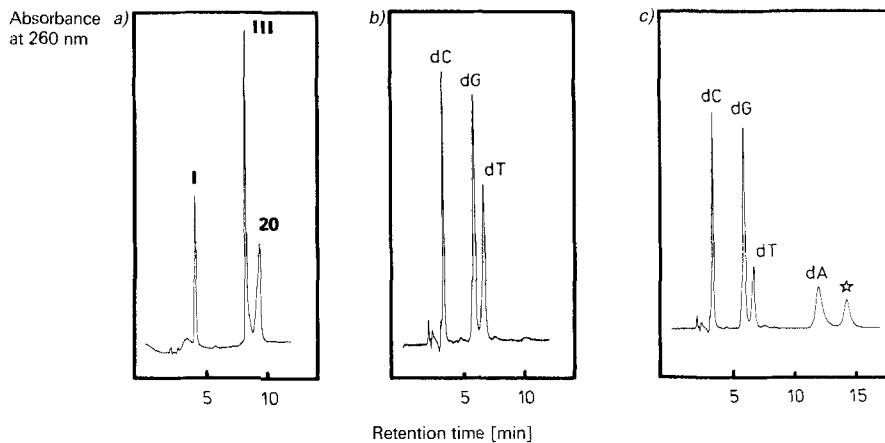 Absorbance
at 260 nm
a)
III
I
20
5 10
b)
dC
dG
dT
5 10
c)
dC
dG
dT
dA
☆
5 10 15
Retention time [min]